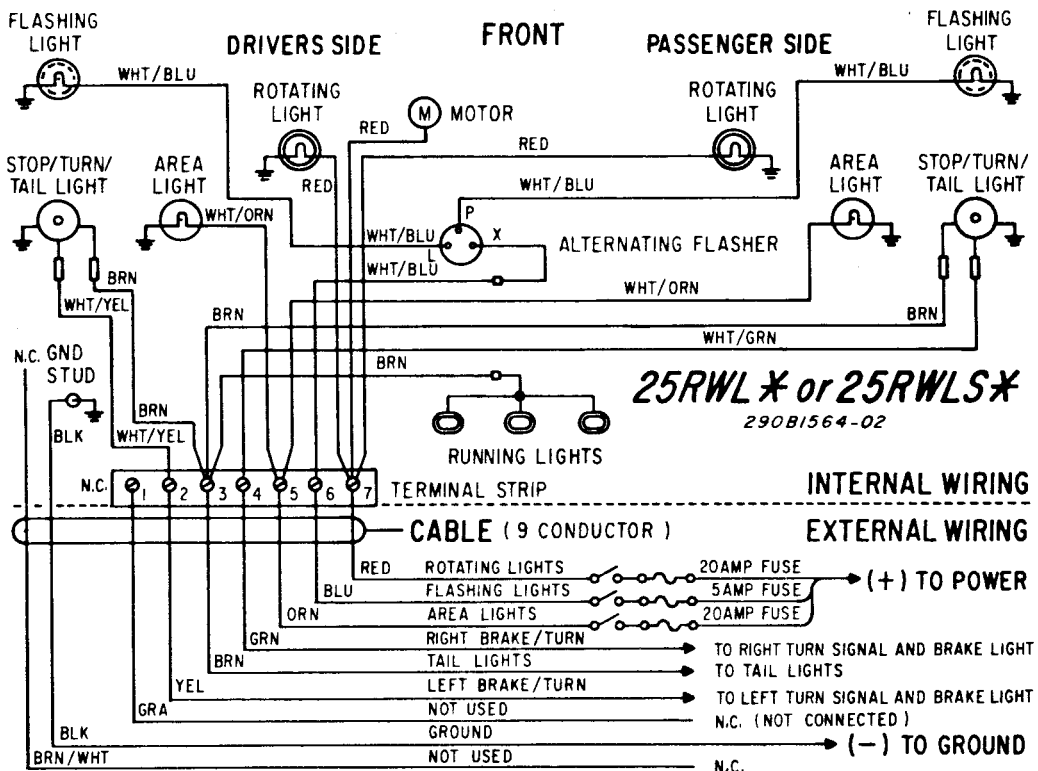 FLASHING
LIGHT
DRIVERS SIDE
FRONT
PASSENGER SIDE
FLASHING
LIGHT
WHT/BLU
WHT/BLU
ROTATING
LIGHT
RED
M
MOTOR
ROTATING
LIGHT
RED
STOP/TURN/
TAIL LIGHT
AREA
LIGHT
RED
WHT/BLU
AREA
LIGHT
STOP/TURN/
TAIL LIGHT
WHT/ORN
P
WHT/BLU
L
X
ALTERNATING FLASHER
WHT/BLU
BRN
WHT/YEL
WHT/ORN
BRN
BRN
WHT/GRN
N.C.
GND
STUD
BRN
25RWL* or 25RWLS*
290B1564-02
BRN
BLK
WHT/YEL
RUNNING LIGHTS
N.C.
1
2
3
4
5
6
7
TERMINAL STRIP
INTERNAL WIRING
CABLE (9 CONDUCTOR)
EXTERNAL WIRING
RED
ROTATING LIGHTS
20AMP FUSE
(+) TO POWER
BLU
FLASHING LIGHTS
5AMP FUSE
ORN
AREA LIGHTS
20AMP FUSE
GRN
RIGHT BRAKE/TURN
TO RIGHT TURN SIGNAL AND BRAKE LIGHT
BRN
TAIL LIGHTS
TO TAIL LIGHTS
YEL
LEFT BRAKE/TURN
TO LEFT TURN SIGNAL AND BRAKE LIGHT
GRA
NOT USED
N.C. (NOT CONNECTED)
BLK
GROUND
(−) TO GROUND
BRN/WHT
NOT USED
N.C.